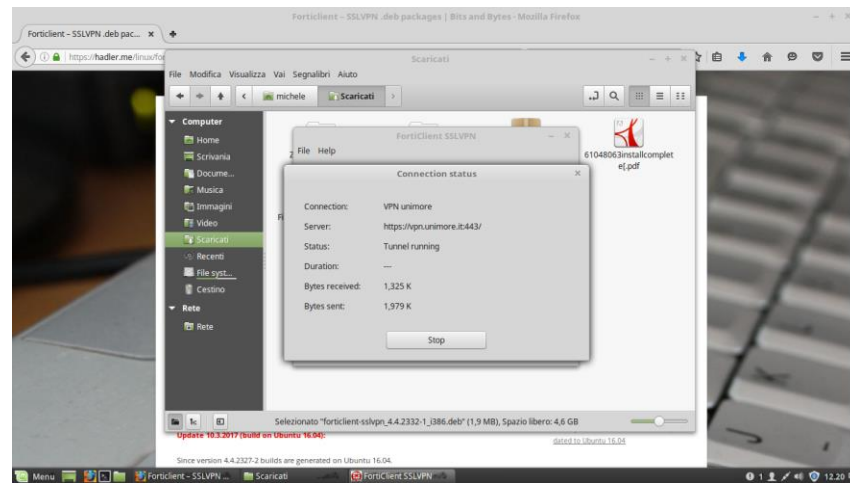 Forticlient - SSLVPN .deb packages | Bits and Bytes - Mozilla Firefox
Forticlient - SSLVPN .deb pac...
https://hadler.me/linux/for
Scaricati
File Modifica Visualizza Vai Segnalibri Aiuto
michele Scaricati
Computer
Home
Scrivania
Docume...
Musica
Immagini
Video
Scaricati
Recenti
File syst...
Cestino
Rete
Rete
61048063installcomplet
e[.pdf
FortiClient SSLVPN
File Help
Connection status
Connection: VPN unimore
Server: https://vpn.unimore.it:443/
Status: Tunnel running
Duration: ---
Bytes received: 1,325 K
Bytes sent: 1,979 K
Stop
Selezionato "forticlient-sslvpn_4.4.2332-1_i386.deb" (1,9 MB), Spazio libero: 4,6 GB
Update 10.3.2017 (build on Ubuntu 16.04):
dated to Ubuntu 16.04
Since version 4.4.2327-2 builds are generated on Ubuntu 16.04.
Menu Forticlient - SSLVPN ... Scaricati FortiClient SSLVPN 0 1 12.20